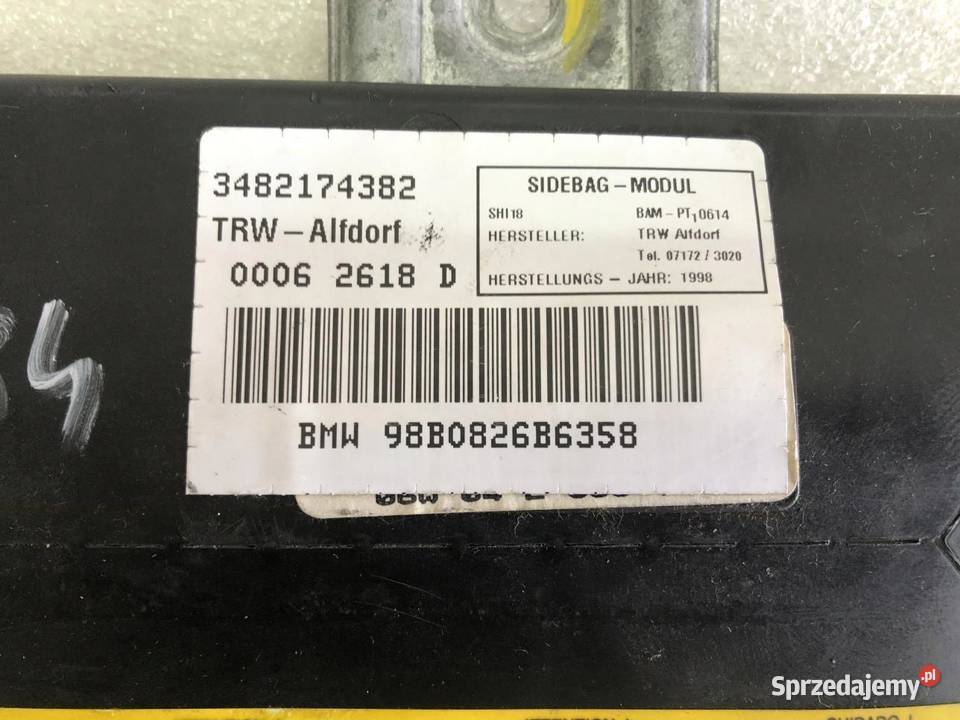 3482174382
TRW-Alfdorf
0006 2618 D
SIDEBAG-MODUL
SHI18 BAM-PT10614
HERSTELLER: TRW Alfdorf
Tel. 07172/3020
HERSTELLUNGS-JAHR: 1998
BMW 98B0826B6358
Sprzedajemy.pl